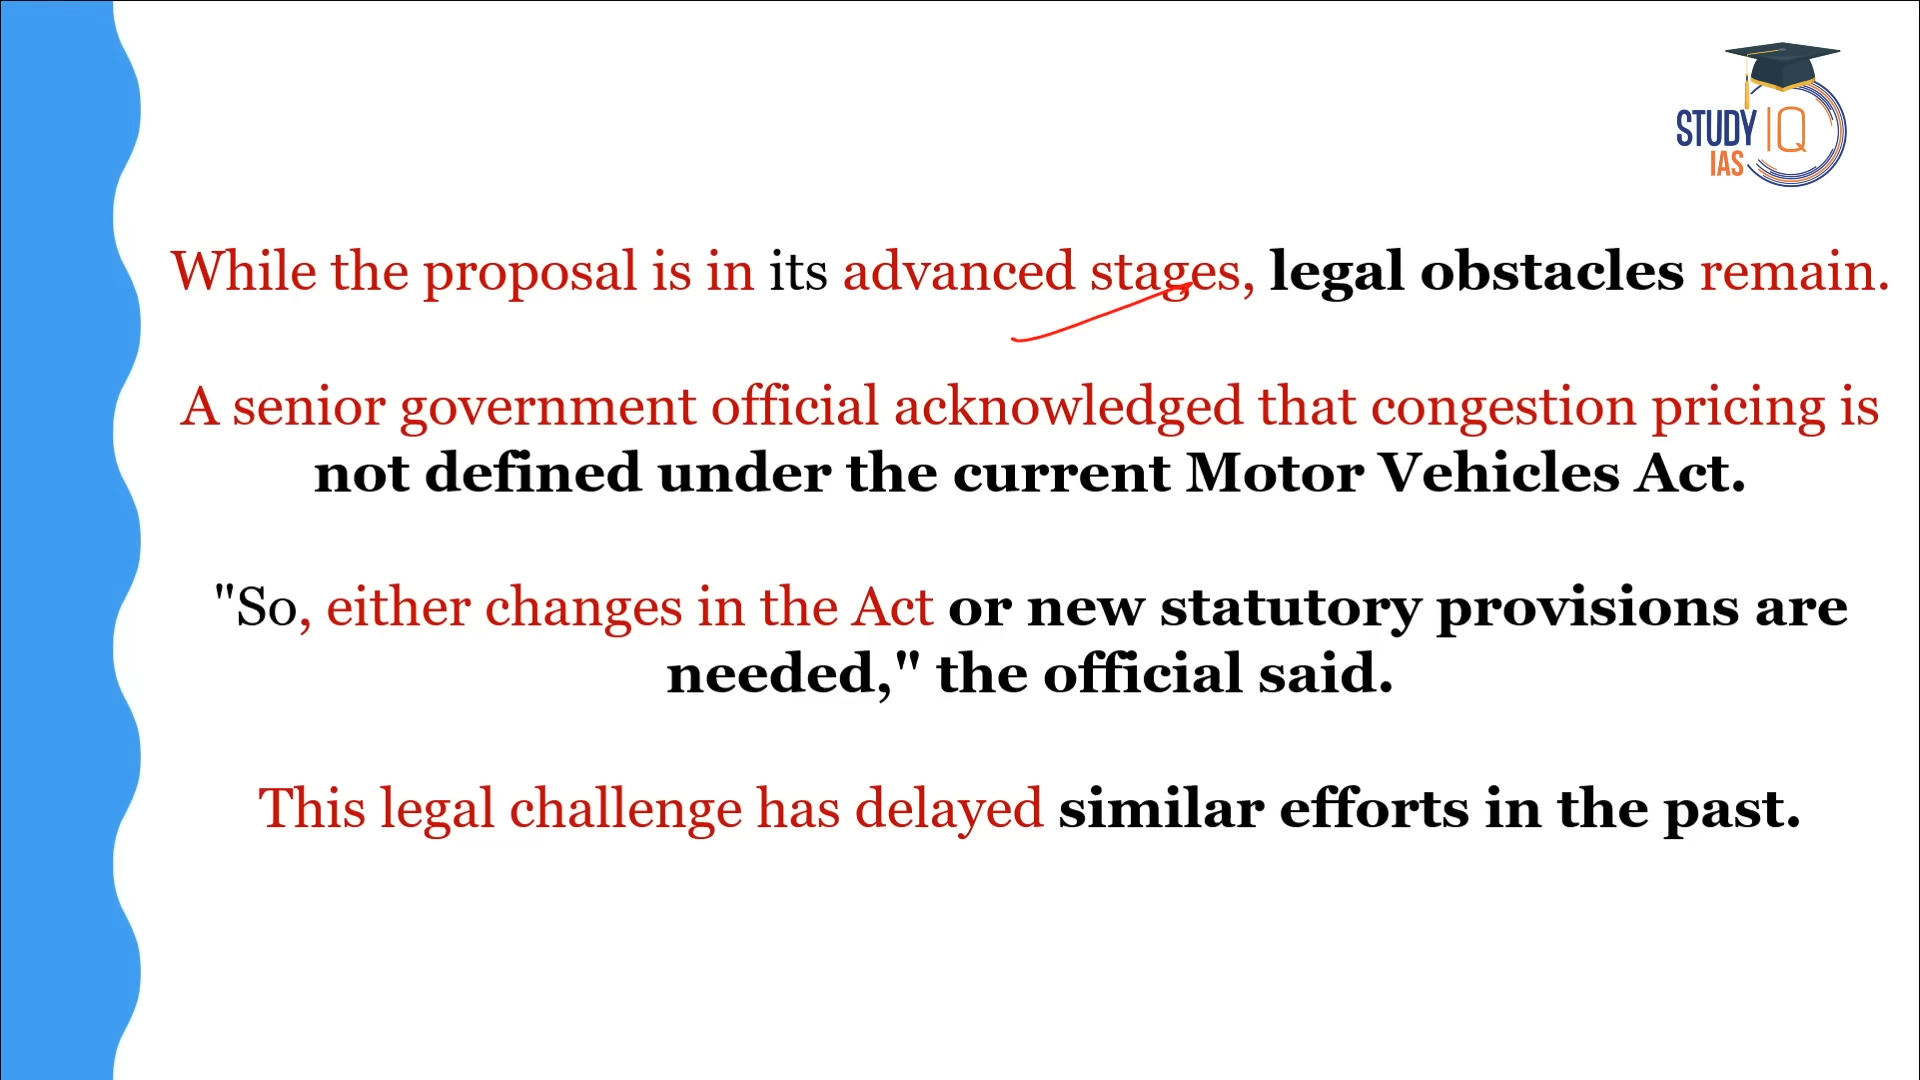 STUDY IQ
IAS
While the proposal is in its advanced stages, legal obstacles remain.
A senior government official acknowledged that congestion pricing is
not defined under the current Motor Vehicles Act.
"So, either changes in the Act or new statutory provisions are
needed," the official said.
This legal challenge has delayed similar efforts in the past.